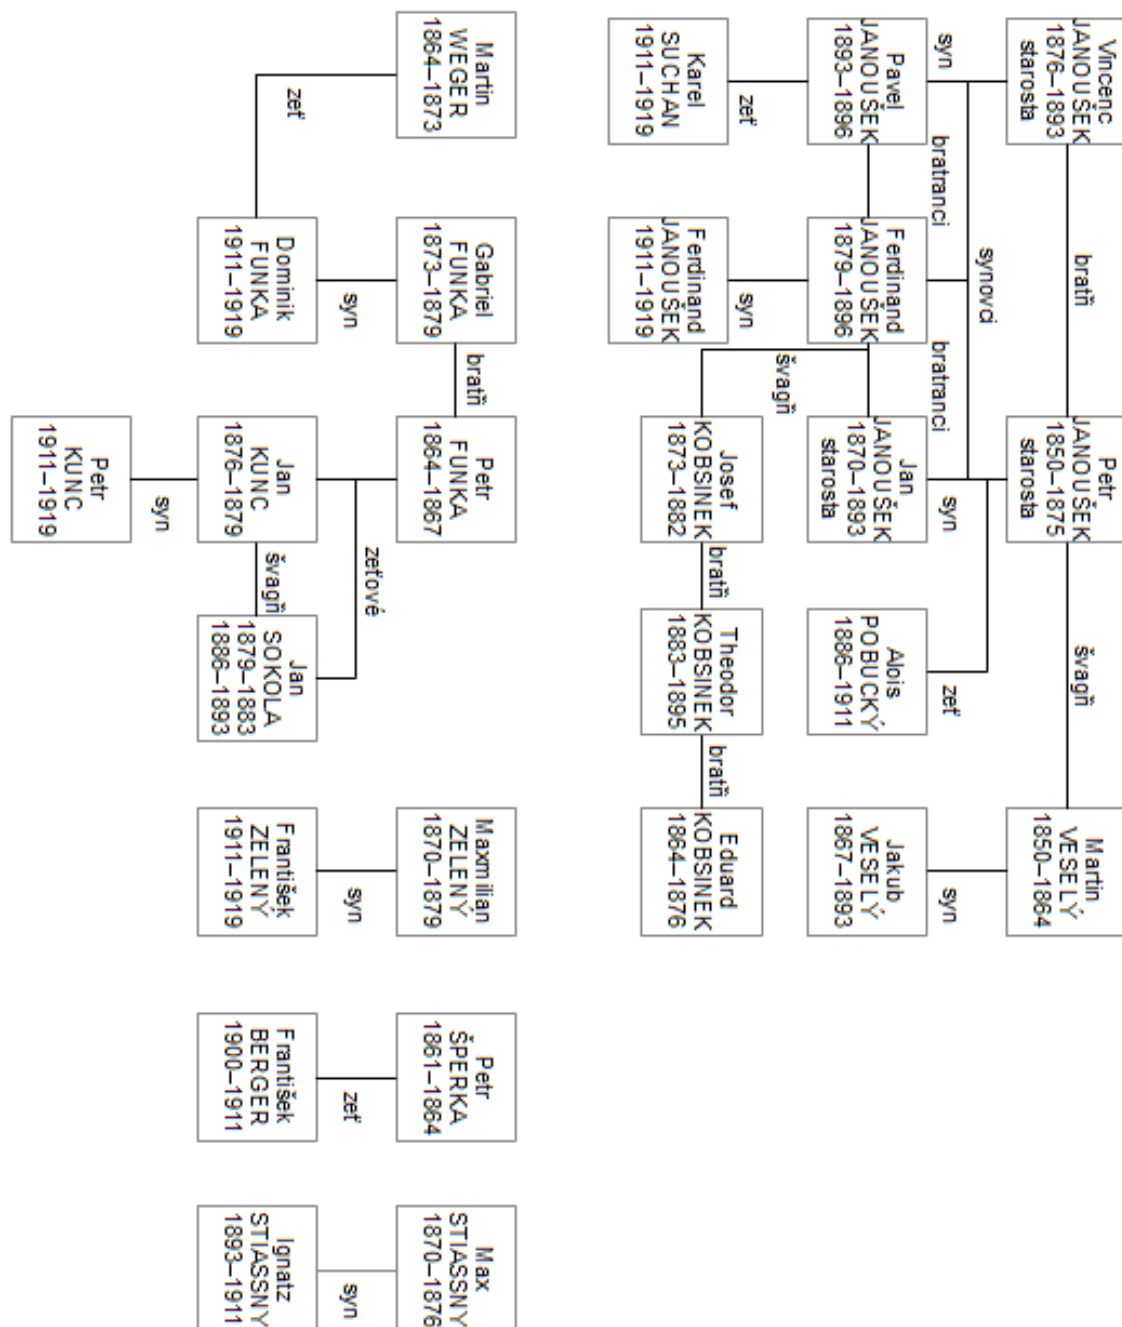 Vincenc
JANOUŠEK
1876–1893
starosta
bratři
Petr
JANOUŠEK
1850–1875
starosta
švagři
Martin
VESELÝ
1850–1864
syn
synovci
syn
zeť
syn
Pavel
JANOUŠEK
1893–1896
bratranci
Ferdinand
JANOUŠEK
1879–1896
bratranci
Jan
JANOUŠEK
1870–1893
starosta
Alois
POBUCKÝ
1886–1911
Jakub
VESELÝ
1867–1893
zeť
syn
švagři
Karel
SUCHAN
1911–1919
Ferdinand
JANOUŠEK
1911–1919
Josef
KOBSINEK
1873–1882
bratři
Theodor
KOBSINEK
1883–1895
bratři
Eduard
KOBSINEK
1864–1876
Martin
WEGER
1864–1873
Gabriel
FUNKA
1873–1879
bratři
Petr
FUNKA
1864–1867
Maxmilian
ZELENÝ
1870–1879
Petr
ŠPERKA
1861–1864
Max
STIASSNY
1870–1876
zeť
syn
zeťové
syn
zeť
syn
Dominik
FUNKA
1911–1919
Jan
KUNC
1876–1879
švagři
Jan
SOKOLA
1879–1883
1886–1893
František
ZELENÝ
1911–1919
František
BERGER
1900–1911
Ignatz
STIASSNY
1893–1911
syn
Petr
KUNC
1911–1919